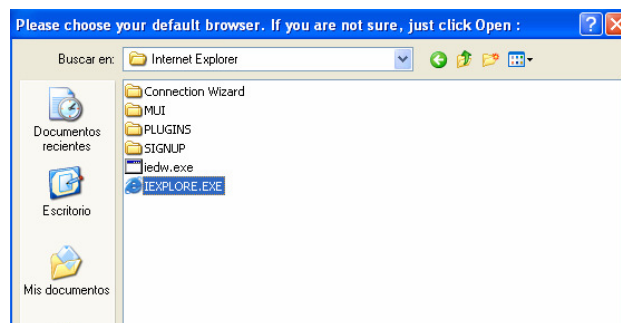 Please choose your default browser. If you are not sure, just click Open :
Buscar en: Internet Explorer
Connection Wizard
MUI
PLUGINS
SIGNUP
iedw.exe
IEXPLORE.EXE
Documentos
recientes
Escritorio
Mis documentos